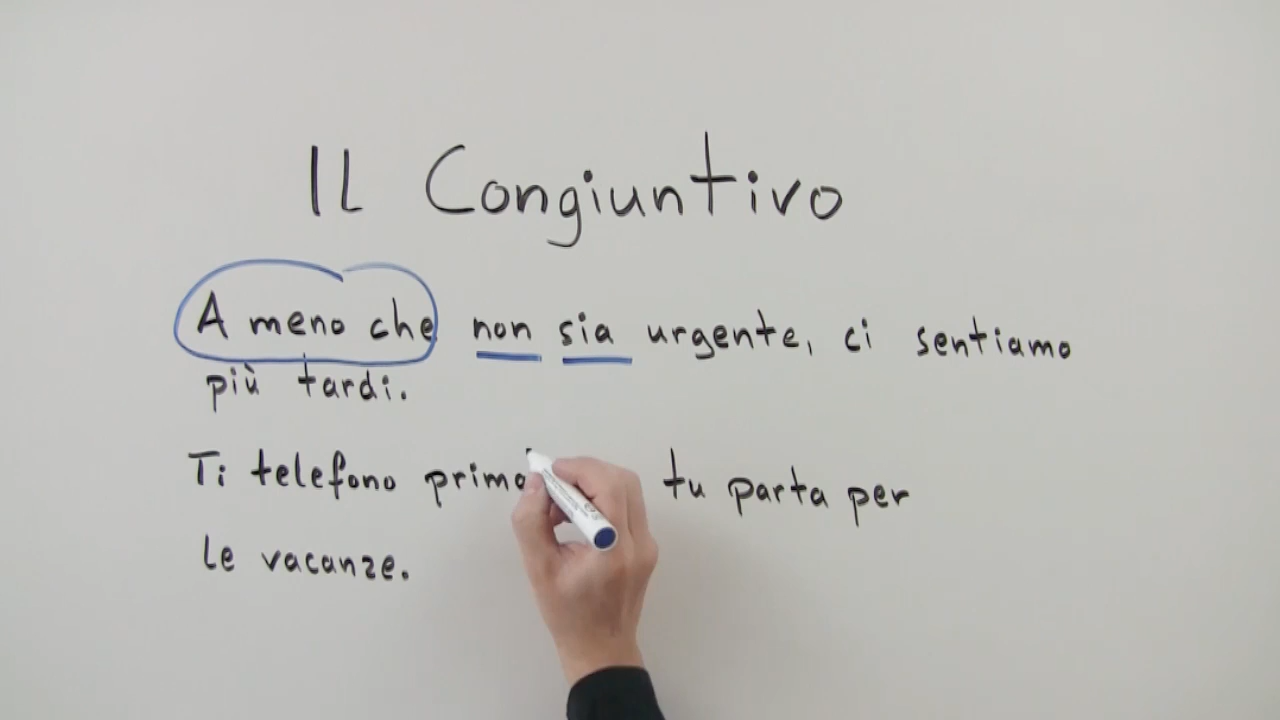 IL Congiuntivo
A meno che non sia urgente, ci sentiamo
più tardi.
Ti telefono prima tu parta per
le vacanze.